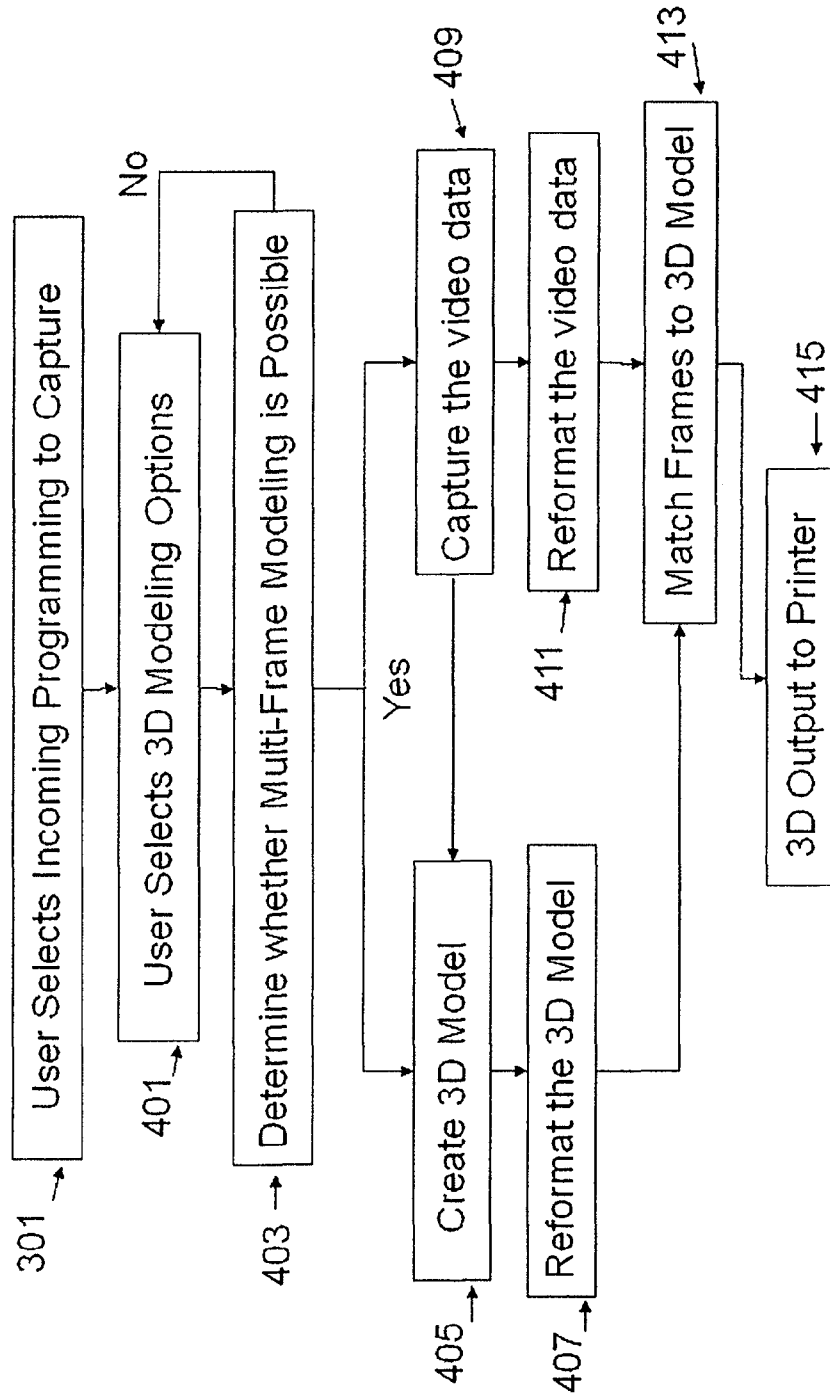 301
User Selects Incoming Programming to Capture
401
User Selects 3D Modeling Options
No
403
Determine whether Multi-Frame Modeling is Possible
Yes
405
Create 3D Model
Capture the video data
409
407
Reformat the 3D Model
411
Reformat the video data
Match Frames to 3D Model
413
3D Output to Printer
415